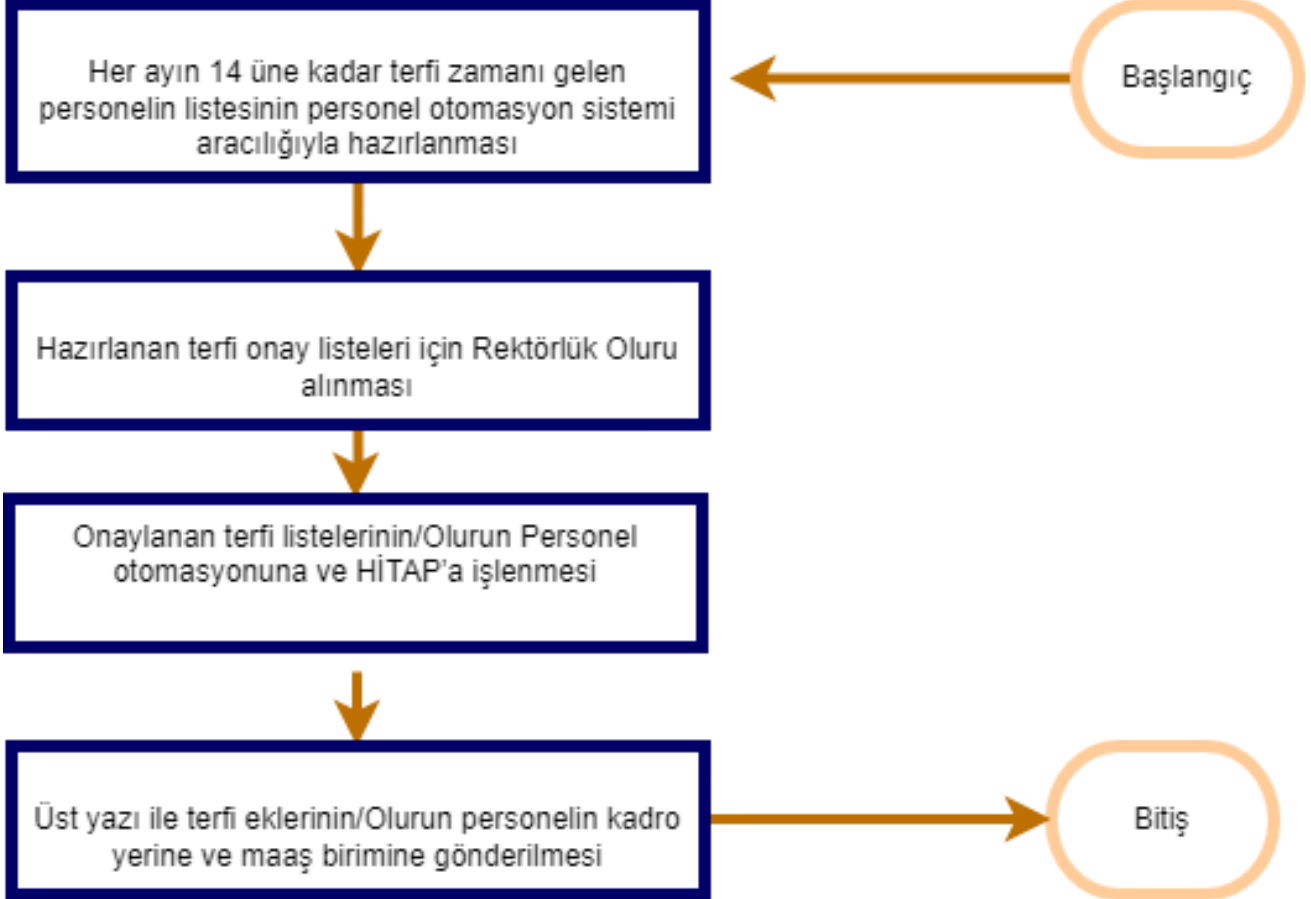 Başlangıç
Her ayın 14 üne kadar terfi zamanı gelen
personelin listesinin personel otomasyon sistemi
aracılığıyla hazırlanması
Hazırlanan terfi onay listeleri için Rektörlük Oluru
alınması
Onaylanan terfi listelerinin/Olurun Personel
otomasyonuna ve HİTAP’a işlenmesi
Üst yazı ile terfi eklerinin/Olurun personelin kadro
yerine ve maaş birimine gönderilmesi
Bitiş